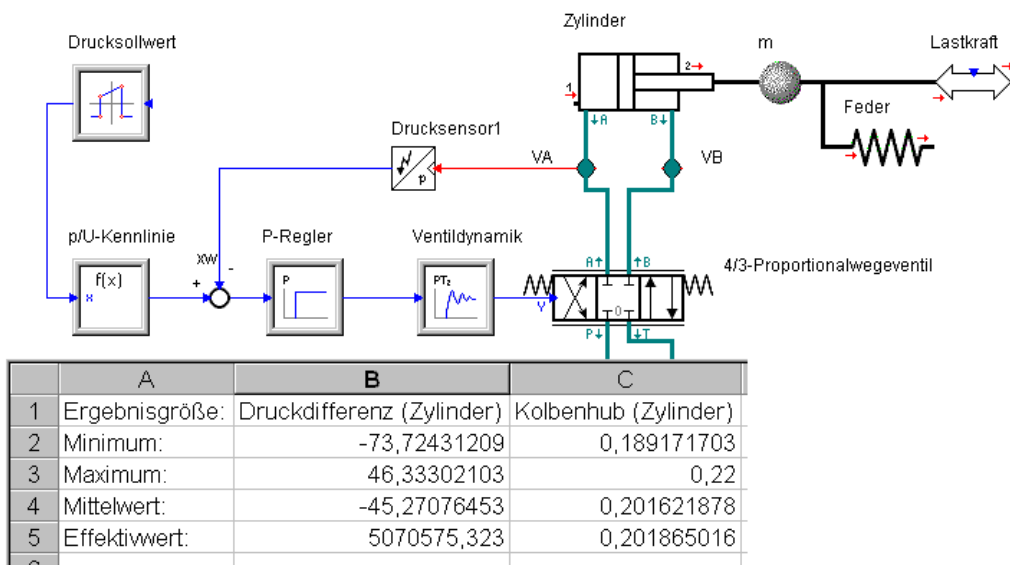 Zylinder
Drucksollwert
m
Lastkraft
2
1
A
B
Feder
Drucksensor1
VA
VB
p
p/U-Kennlinie
P-Regler
Ventildynamik
xw
A
B
4/3-Proportionalwegeventil
f(x)
x
+
-
P
PT₂
Y
0
P
T
A B C
1 Ergebnisgröße: Druckdifferenz (Zylinder) Kolbenhub (Zylinder)
2 Minimum: -73,72431209 0,189171703
3 Maximum: 46,33302103 0,22
4 Mittelwert: -45,27076453 0,201621878
5 Effektivwert: 5070575,323 0,201865016